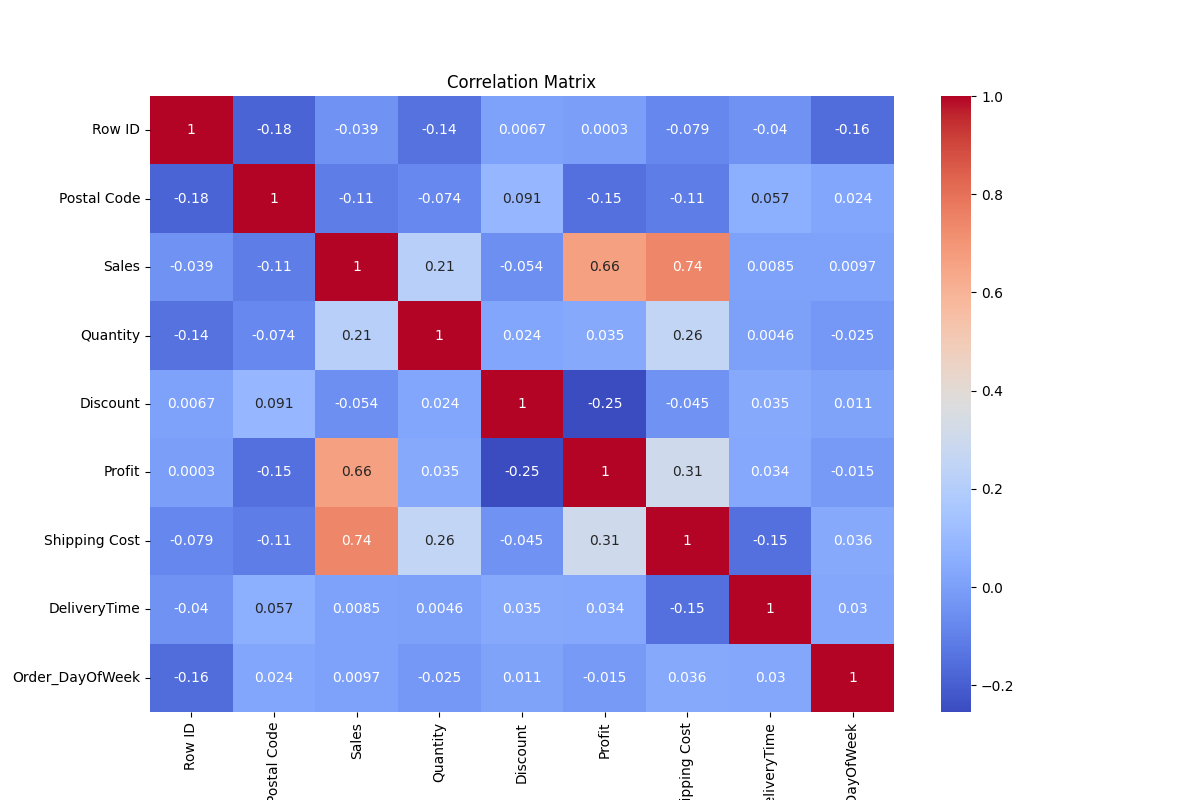 Correlation Matrix
Row ID 1 -0.18 -0.039 -0.14 0.0067 0.0003 -0.079 -0.04 -0.16
Postal Code -0.18 1 -0.11 -0.074 0.091 -0.15 -0.11 0.057 0.024
Sales -0.039 -0.11 1 0.21 -0.054 0.66 0.74 0.0085 0.0097
Quantity -0.14 -0.074 0.21 1 0.024 0.035 0.26 0.0046 -0.025
Discount 0.0067 0.091 -0.054 0.024 1 -0.25 -0.045 0.035 0.011
Profit 0.0003 -0.15 0.66 0.035 -0.25 1 0.31 0.034 -0.015
Shipping Cost -0.079 -0.11 0.74 0.26 -0.045 0.31 1 -0.15 0.036
DeliveryTime -0.04 0.057 0.0085 0.0046 0.035 0.034 -0.15 1 0.03
Order_DayOfWeek -0.16 0.024 0.0097 -0.025 0.011 -0.015 0.036 0.03 1
Row ID
Postal Code
Sales
Quantity
Discount
Profit
ipping Cost
eliveryTime
DayOfWeek
1.0
0.8
0.6
0.4
0.2
0.0
−0.2